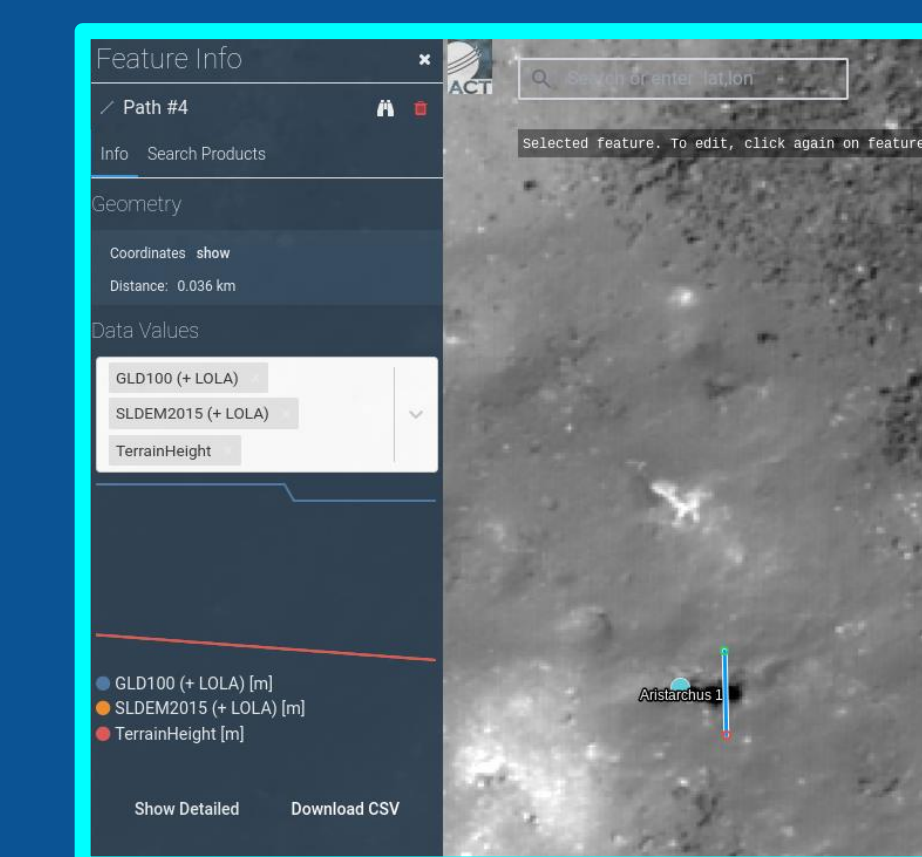 Feature Info
Path #4
Info Search Products
Geometry
Coordinates show
Distance: 0.036 km
Data Values
GLD100 (+ LOLA)
SLDEM2015 (+ LOLA)
TerrainHeight
GLD100 (+ LOLA) [m]
SLDEM2015 (+ LOLA) [m]
TerrainHeight [m]
Show Detailed Download CSV
ACT
Search or enter lat,lon
Selected feature. To edit, click again on feature
Aristarchus 1